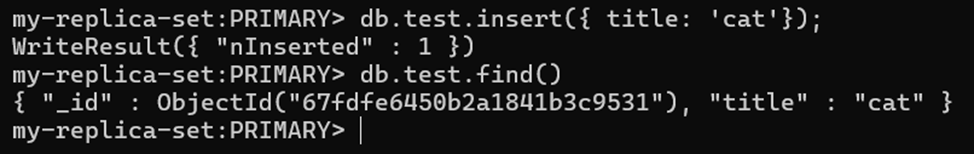 my-replica-set:PRIMARY> db.test.insert({ title: 'cat'});
WriteResult({ "nInserted" : 1 })
my-replica-set:PRIMARY> db.test.find()
{ "_id" : ObjectId("67fdfe6450b2a1841b3c9531"), "title" : "cat" }
my-replica-set:PRIMARY>